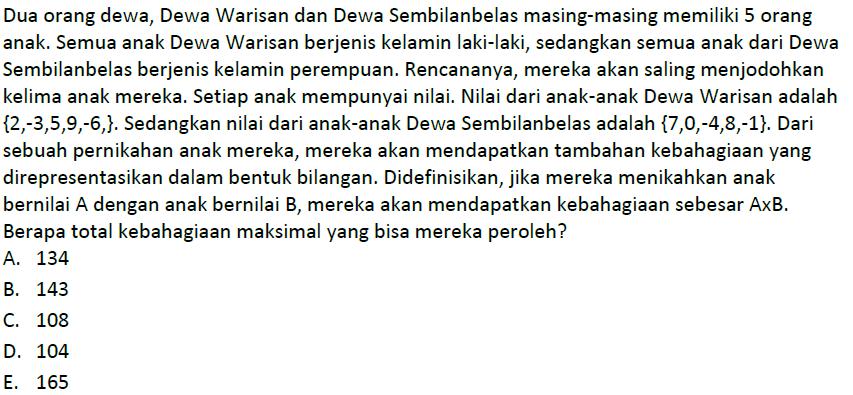 Dua orang dewa, Dewa Warisan dan Dewa Sembilanbelas masing-masing memiliki 5 orang
anak. Semua anak Dewa Warisan berjenis kelamin laki-laki, sedangkan semua anak dari Dewa
Sembilanbelas berjenis kelamin perempuan. Rencananya, mereka akan saling menjodohkan
kelima anak mereka. Setiap anak mempunyai nilai. Nilai dari anak-anak Dewa Warisan adalah
{2,-3,5,9,-6,}. Sedangkan nilai dari anak-anak Dewa Sembilanbelas adalah {7,0,-4,8,-1}. Dari
sebuah pernikahan anak mereka, mereka akan mendapatkan tambahan kebahagiaan yang
direpresentasikan dalam bentuk bilangan. Didefinisikan, jika mereka menikahkan anak
bernilai A dengan anak bernilai B, mereka akan mendapatkan kebahagiaan sebesar AxB.
Berapa total kebahagiaan maksimal yang bisa mereka peroleh?
A. 134
B. 143
C. 108
D. 104
E. 165